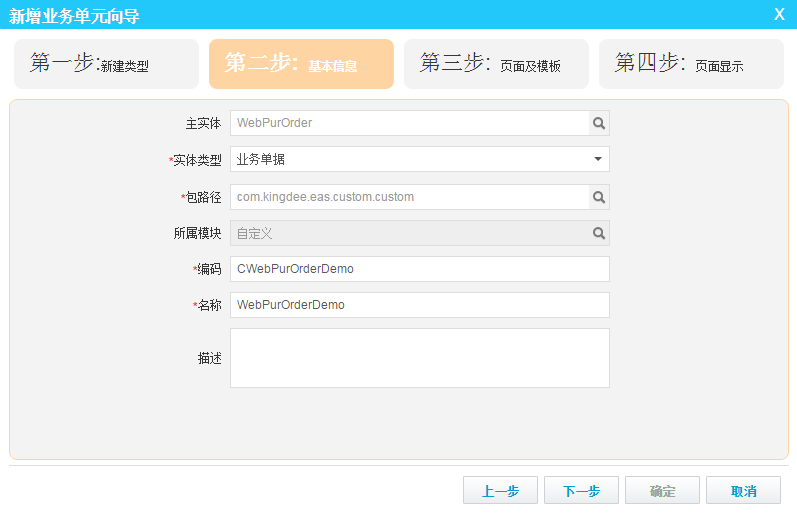 新增业务单元向导 X
第一步:新建类型 第二步: 基本信息 第三步: 页面及模板 第四步: 页面显示
主实体 WebPurOrder
*实体类型 业务单据
*包路径 com.kingdee.eas.custom.custom
所属模块 自定义
*编码 CWebPurOrderDemo
*名称 WebPurOrderDemo
描述
上一步 下一步 确定 取消